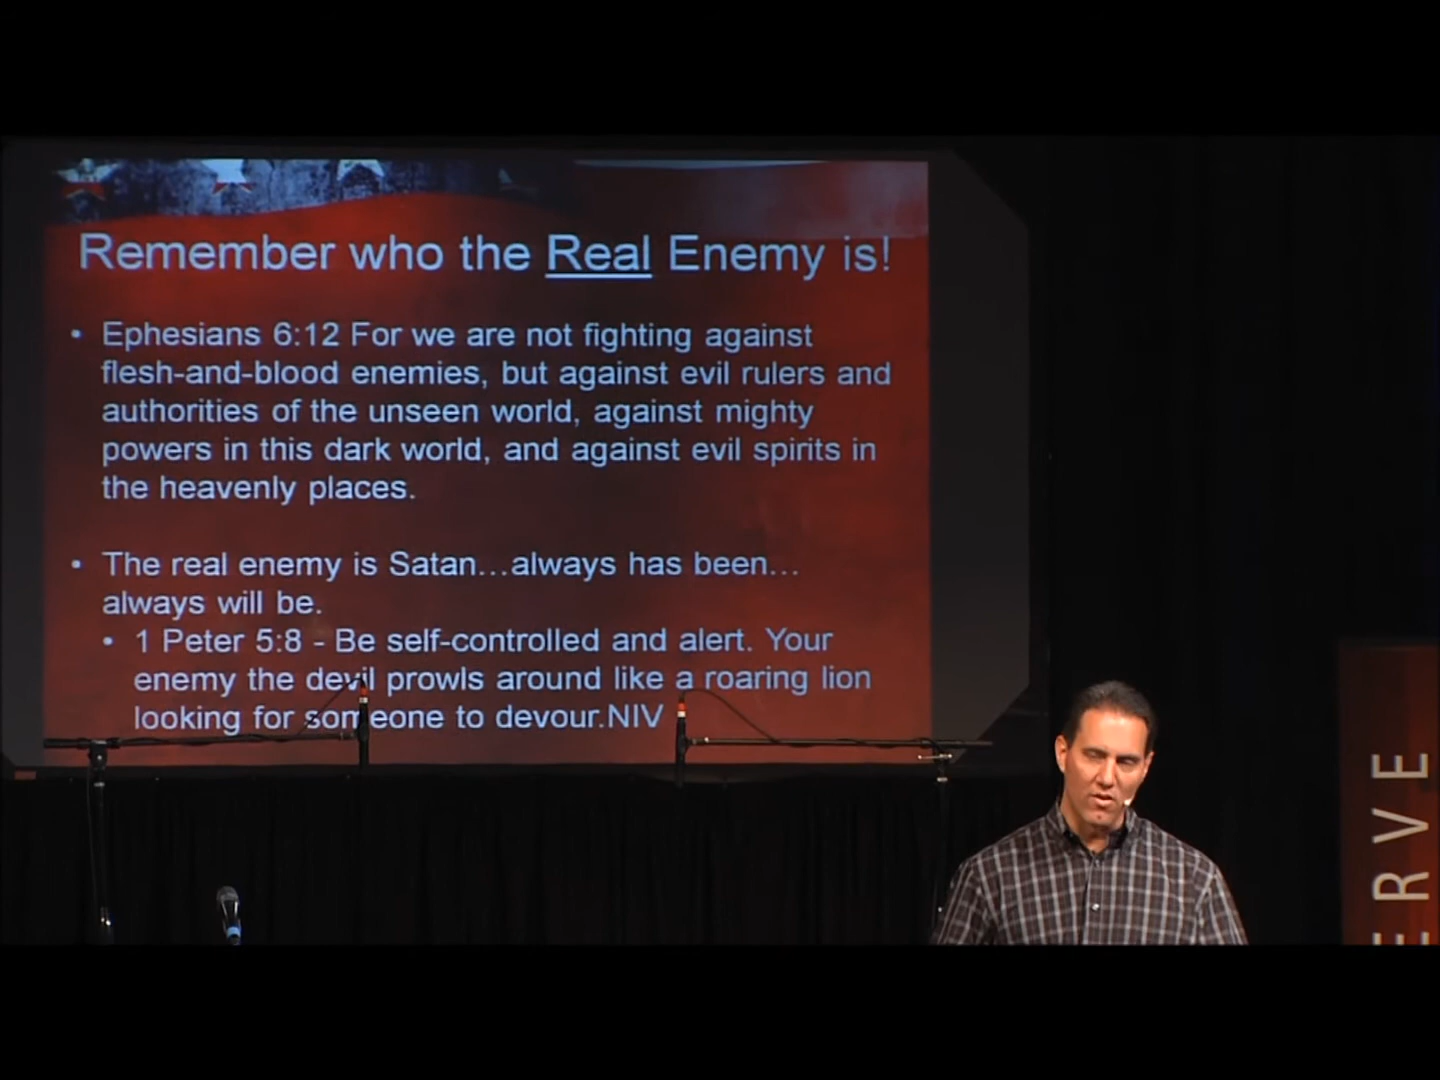 Remember who the Real Enemy is!
• Ephesians 6:12 For we are not fighting against
flesh-and-blood enemies, but against evil rulers and
authorities of the unseen world, against mighty
powers in this dark world, and against evil spirits in
the heavenly places.
• The real enemy is Satan…always has been…
always will be.
• 1 Peter 5:8 - Be self-controlled and alert. Your
enemy the devil prowls around like a roaring lion
looking for someone to devour.NIV
ERVE